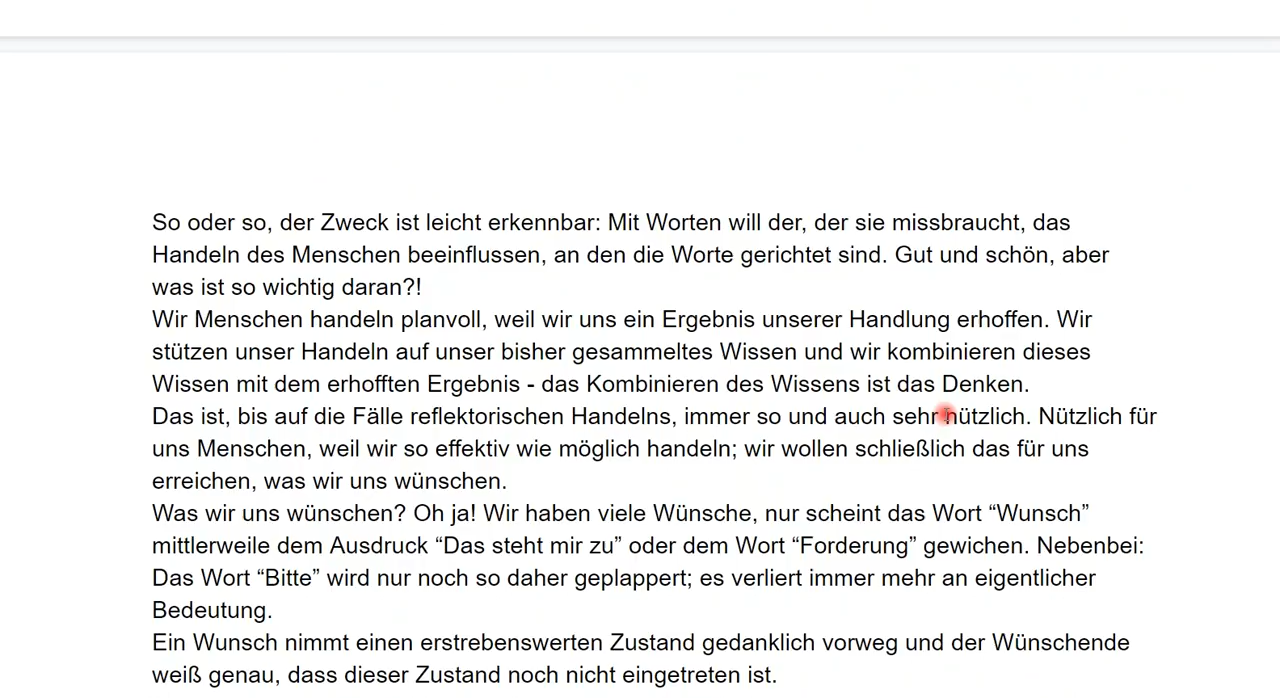 So oder so, der Zweck ist leicht erkennbar: Mit Worten will der, der sie missbraucht, das
Handeln des Menschen beeinflussen, an den die Worte gerichtet sind. Gut und schön, aber
was ist so wichtig daran?!
Wir Menschen handeln planvoll, weil wir uns ein Ergebnis unserer Handlung erhoffen. Wir
stützen unser Handeln auf unser bisher gesammeltes Wissen und wir kombinieren dieses
Wissen mit dem erhofften Ergebnis - das Kombinieren des Wissens ist das Denken.
Das ist, bis auf die Fälle reflektorischen Handelns, immer so und auch sehr nützlich. Nützlich für
uns Menschen, weil wir so effektiv wie möglich handeln; wir wollen schließlich das für uns
erreichen, was wir uns wünschen.
Was wir uns wünschen? Oh ja! Wir haben viele Wünsche, nur scheint das Wort “Wunsch”
mittlerweile dem Ausdruck “Das steht mir zu” oder dem Wort “Forderung” gewichen. Nebenbei:
Das Wort “Bitte” wird nur noch so daher geplappert; es verliert immer mehr an eigentlicher
Bedeutung.
Ein Wunsch nimmt einen erstrebenswerten Zustand gedanklich vorweg und der Wünschende
weiß genau, dass dieser Zustand noch nicht eingetreten ist.